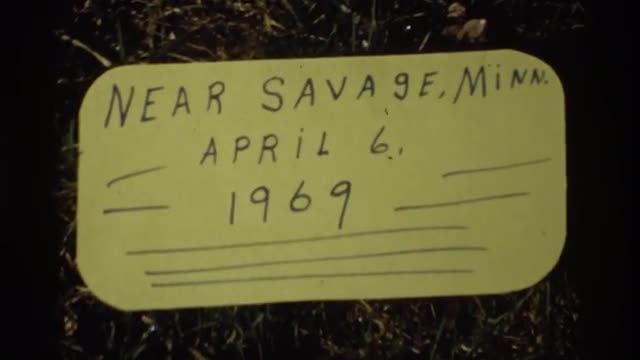 NEAR SAVAGE, MiNN.
APRiL 6.
1969